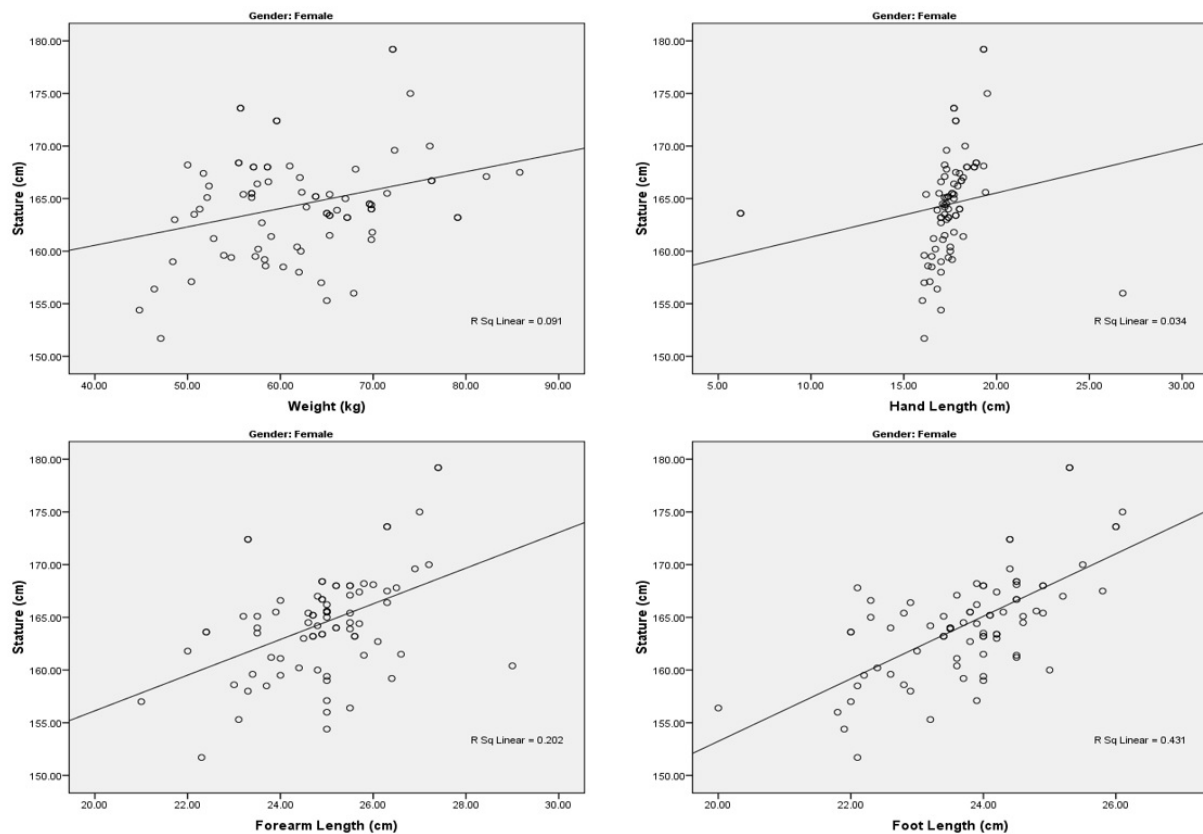 Gender: Female
Stature (cm)
180.00
175.00
170.00
165.00
160.00
155.00
150.00
R Sq Linear = 0.091
40.00 50.00 60.00 70.00 80.00 90.00
Weight (kg)
Gender: Female
Stature (cm)
180.00
175.00
170.00
165.00
160.00
155.00
150.00
R Sq Linear = 0.034
5.00 10.00 15.00 20.00 25.00 30.00
Hand Length (cm)
Gender: Female
Stature (cm)
180.00
175.00
170.00
165.00
160.00
155.00
150.00
R Sq Linear = 0.202
20.00 22.00 24.00 26.00 28.00 30.00
Forearm Length (cm)
Gender: Female
Stature (cm)
180.00
175.00
170.00
165.00
160.00
155.00
150.00
R Sq Linear = 0.431
20.00 22.00 24.00 26.00
Foot Length (cm)